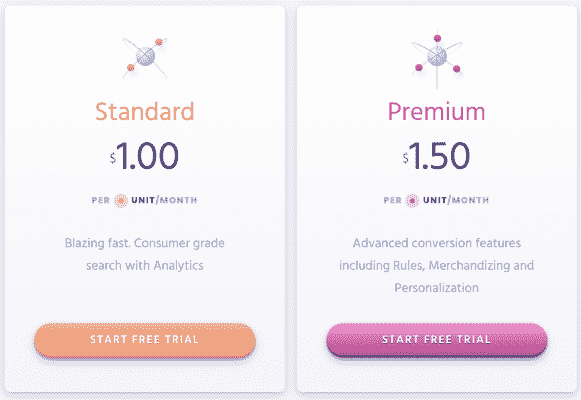 Standard
$1.00
PER UNIT/MONTH
Blazing fast. Consumer grade
search with Analytics
START FREE TRIAL
Premium
$1.50
PER UNIT/MONTH
Advanced conversion features
including Rules, Merchandizing and
Personalization
START FREE TRIAL